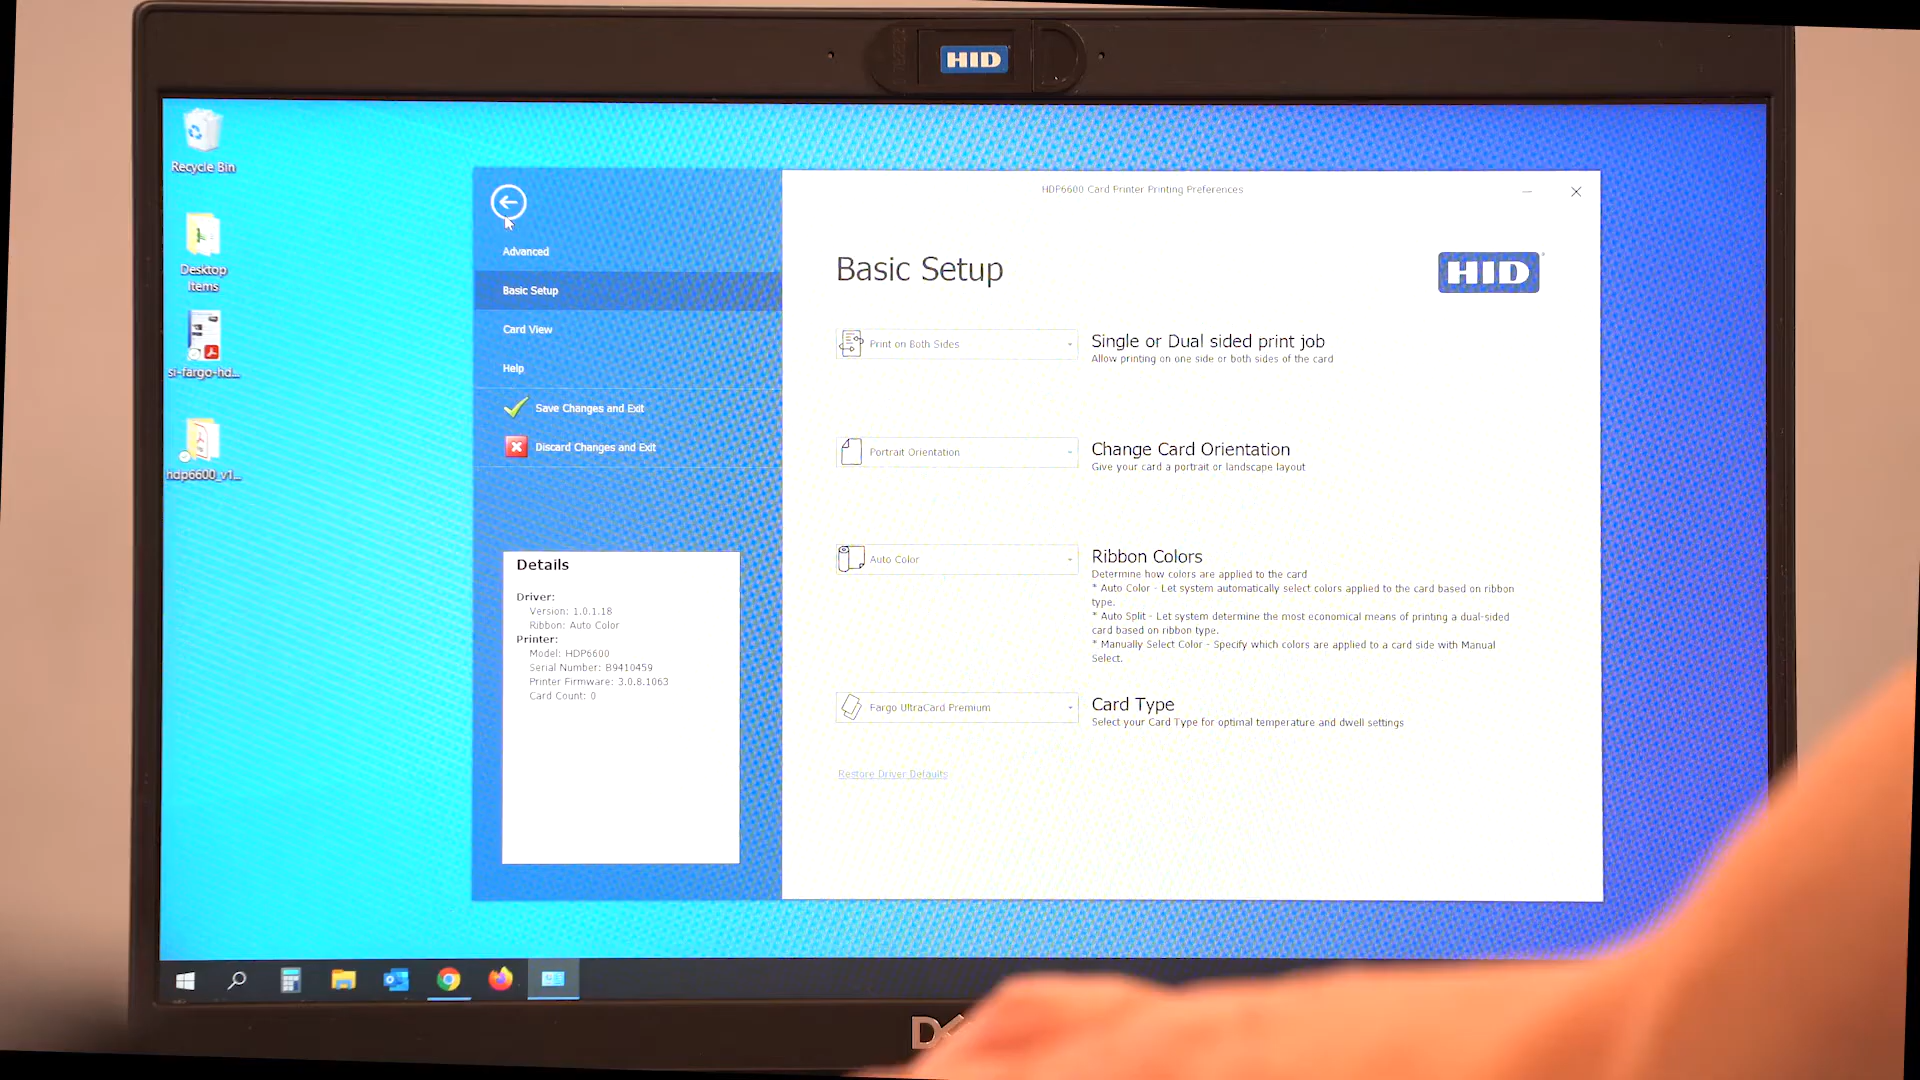 HID
Recycle Bin
Desktop
Items
si-fargo-hd...
hdp6600_v1...
HDP6600 Card Printer Printing Preferences
Advanced
Basic Setup
Card View
Help
Save Changes and Exit
Discard Changes and Exit
Details
Driver:
Version: 1.0.1.18
Ribbon: Auto Color
Printer:
Model: HDP6600
Serial Number: B9410459
Printer Firmware: 3.0.8.1063
Card Count: 0
Basic Setup
HID
Print on Both Sides
Single or Dual sided print job
Allow printing on one side or both sides of the card
Portrait Orientation
Change Card Orientation
Give your card a portrait or landscape layout
Auto Color
Ribbon Colors
Determine how colors are applied to the card
* Auto Color - Let system automatically select colors applied to the card based on ribbon
type.
* Auto Split - Let system determine the most economical means of printing a dual-sided
card based on ribbon type.
* Manually Select Color - Specify which colors are applied to a card side with Manual
Select.
Fargo UltraCard Premium
Card Type
Select your Card Type for optimal temperature and dwell settings
Restore Driver Defaults